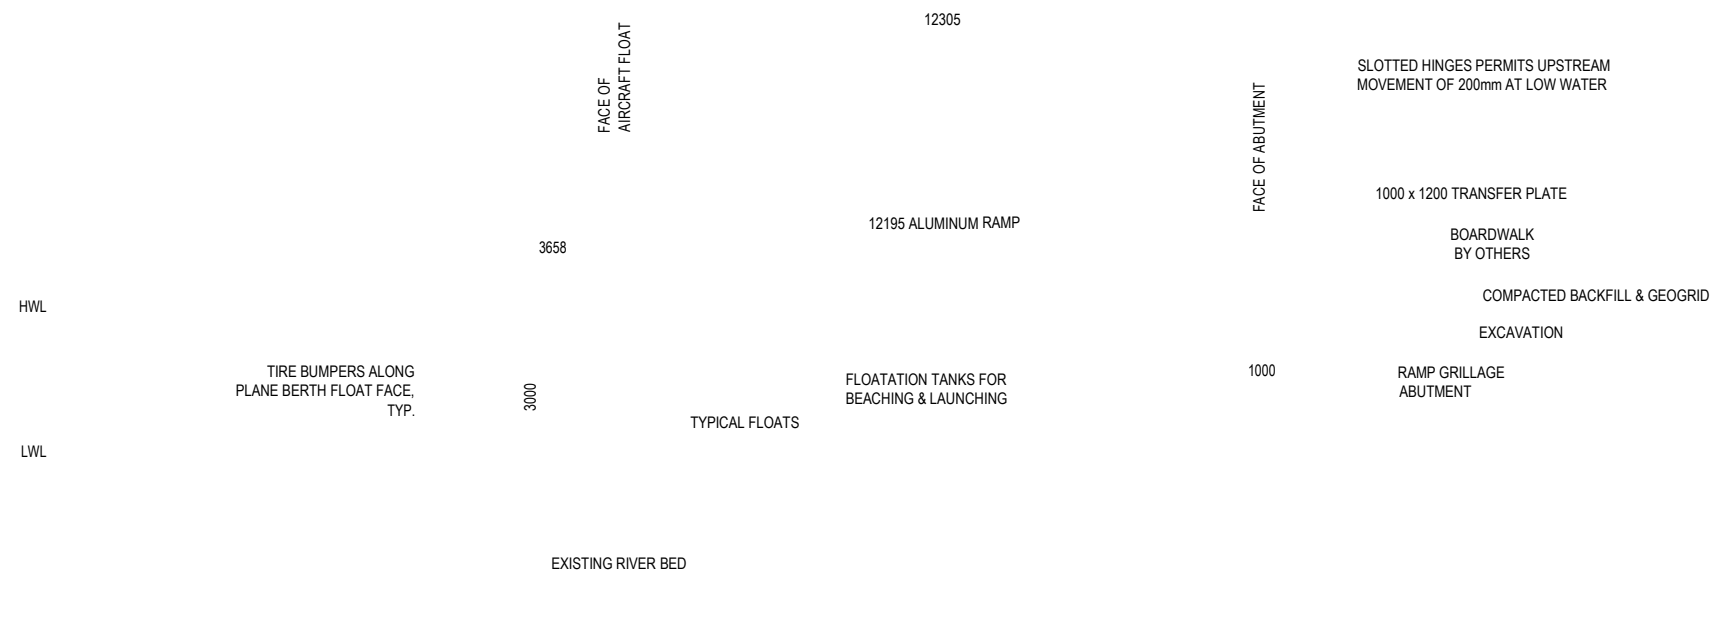 12305
FACE OF
AIRCRAFT FLOAT
SLOTTED HINGES PERMITS UPSTREAM
MOVEMENT OF 200mm AT LOW WATER
FACE OF ABUTMENT
1000 x 1200 TRANSFER PLATE
12195 ALUMINUM RAMP
BOARDWALK
BY OTHERS
3658
COMPACTED BACKFILL & GEOGRID
HWL
EXCAVATION
TIRE BUMPERS ALONG
PLANE BERTH FLOAT FACE,
TYP.
3000
FLOATATION TANKS FOR
BEACHING & LAUNCHING
1000
RAMP GRILLAGE
ABUTMENT
TYPICAL FLOATS
LWL
EXISTING RIVER BED